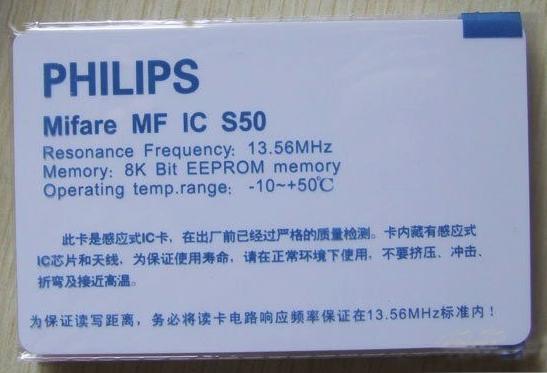 PHILIPS
Mifare MF IC S50
Resonance Frequency: 13.56MHz
Memory: 8K Bit EEPROM memory
Operating temp.range: -10~+50℃
此卡是感应式IC卡，在出厂前已经过严格的质量检测。卡内藏有感应式
IC芯片和天线，为保证使用寿命，请在正常环境下使用，不要挤压、冲击、
折弯及接近高温。
为保证读写距离，务必将读卡电路响应频率保证在13.56MHz标准内！